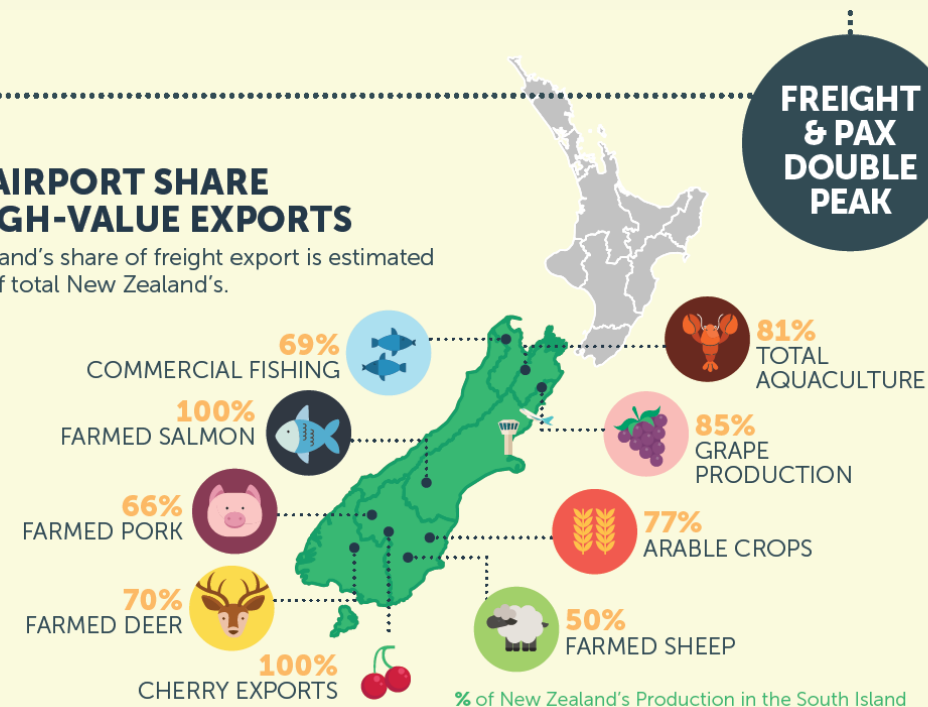 FREIGHT
& PAX
DOUBLE
PEAK
AIRPORT SHARE
GH-VALUE EXPORTS
and's share of freight export is estimated
f total New Zealand's.
69%
COMMERCIAL FISHING
81%
TOTAL
AQUACULTURE
100%
FARMED SALMON
85%
GRAPE
PRODUCTION
66%
FARMED PORK
77%
ARABLE CROPS
70%
FARMED DEER
50%
FARMED SHEEP
100%
CHERRY EXPORTS
% of New Zealand's Production in the South Island